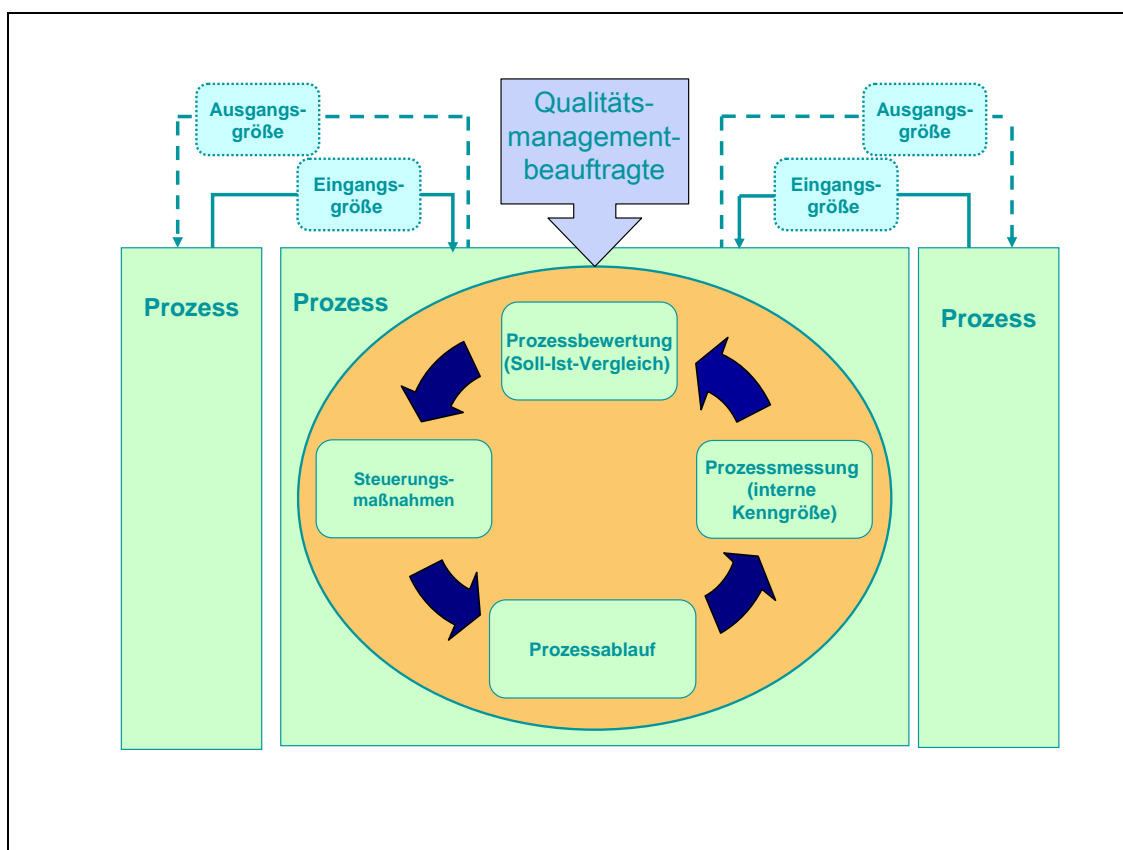 Ausgangs-
größe
Eingangs-
größe
Qualitäts-
management-
beauftragte
Ausgangs-
größe
Eingangs-
größe
Prozess
Prozess
Prozess
Prozessbewertung
(Soll-Ist-Vergleich)
Steuerungs-
maßnahmen
Prozessmessung
(interne
Kenngröße)
Prozessablauf